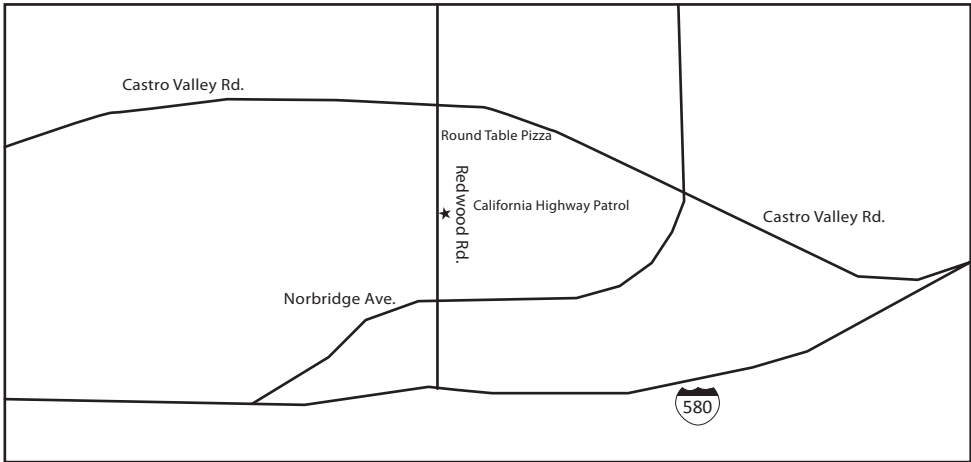 Castro Valley Rd.
Round Table Pizza
Redwood Rd.
California Highway Patrol
Castro Valley Rd.
Norbridge Ave.
580